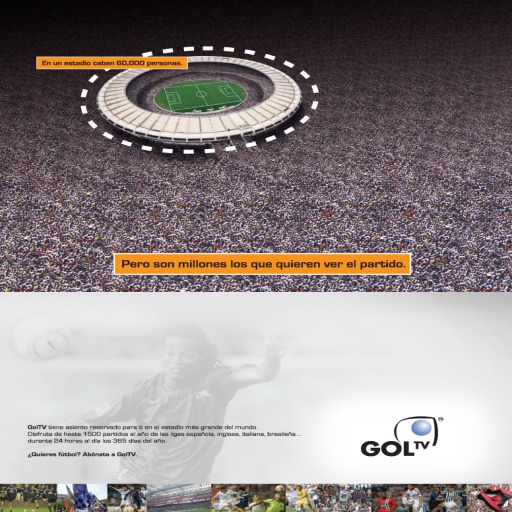 En un estadio caben 60,000 personas.
Pero son millones los que quieren ver el partido.
GolTV tiene asiento reservado para ti en el estadio más grande del mundo.
Disfruta de hasta 1500 partidos al año de las ligas española, inglesa, italiana, brasileña...
durante 24 horas al día los 365 días del año.
¿Quieres fútbol? Abónate a GolTV.
GOL TV